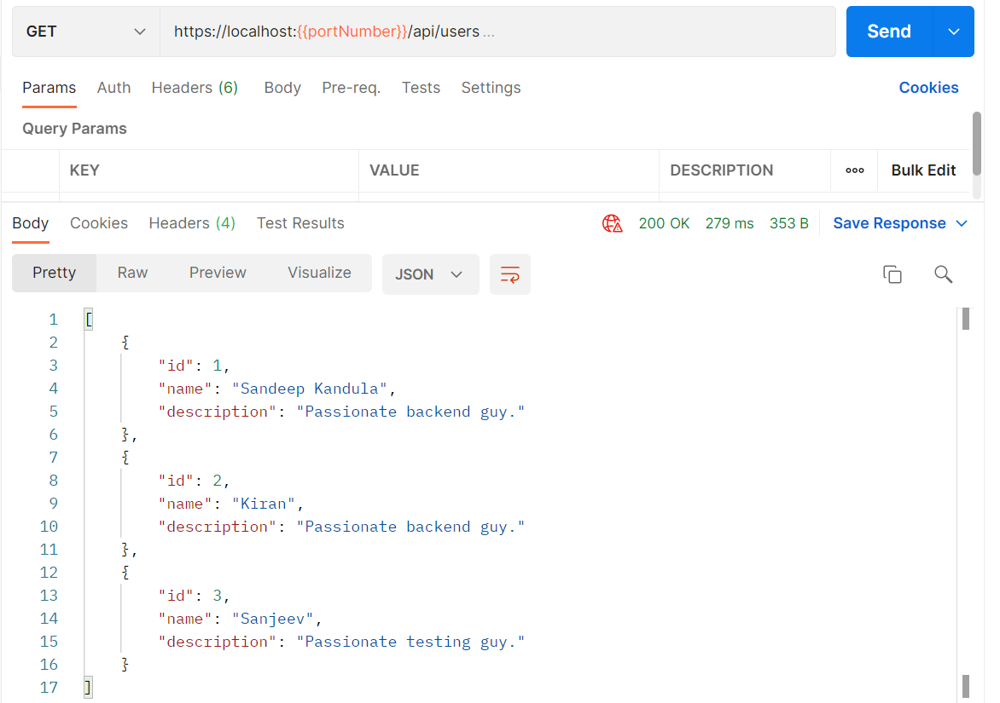 GET https://localhost:{{portNumber}}/api/users ... Send
Params Auth Headers (6) Body Pre-req. Tests Settings Cookies
Query Params
KEY VALUE DESCRIPTION ooo Bulk Edit
Body Cookies Headers (4) Test Results 200 OK 279 ms 353 B Save Response
Pretty Raw Preview Visualize JSON
1 [
2 {
3 "id": 1,
4 "name": "Sandeep Kandula",
5 "description": "Passionate backend guy."
6 },
7 {
8 "id": 2,
9 "name": "Kiran",
10 "description": "Passionate backend guy."
11 },
12 {
13 "id": 3,
14 "name": "Sanjeev",
15 "description": "Passionate testing guy."
16 }
17 ]